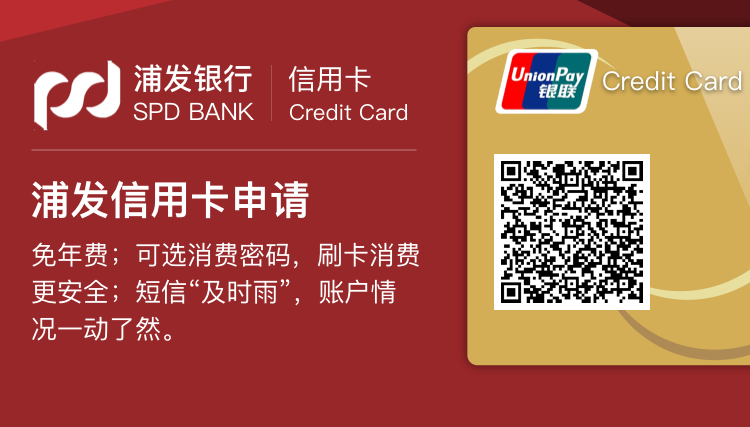 浦发银行
SPD BANK
信用卡
Credit Card
浦发信用卡申请
免年费；可选消费密码，刷卡消费
更安全；短信“及时雨”，账户情
况一动了然。
UnionPay
银联
Credit Card